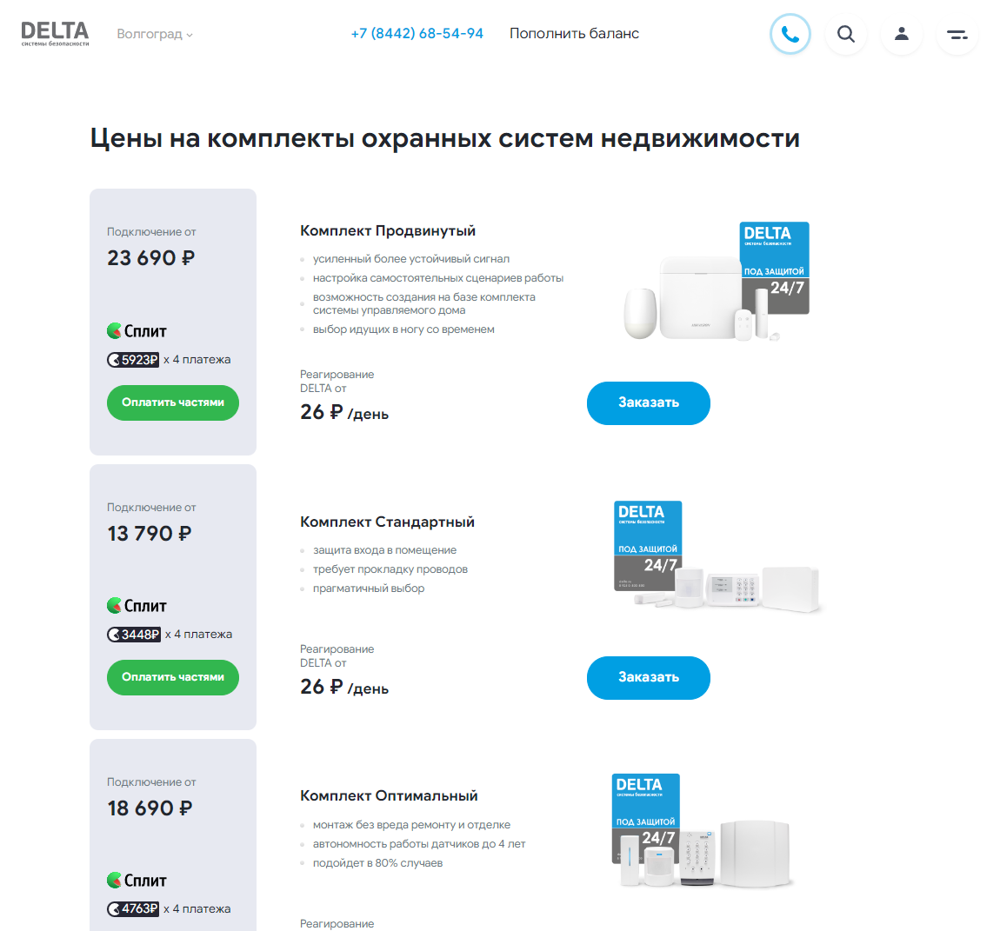 DELTA
системы безопасности
Волгоград
+7 (8442) 68-54-94
Пополнить баланс
Цены на комплекты охранных систем недвижимости
Подключение от
23 690 ₽
Сплит
5923₽ x 4 платежа
Оплатить частями
Комплект Продвинутый
усиленный более устойчивый сигнал
настройка самостоятельных сценариев работы
возможность создания на базе комплекта
системы управляемого дома
выбор идущих в ногу со временем
Реагирование
DELTA от
26 ₽ /день
DELTA
системы безопасности
ПОД ЗАЩИТОЙ
24/7
HIKVISION
Заказать
Подключение от
13 790 ₽
Сплит
3448₽ x 4 платежа
Оплатить частями
Комплект Стандартный
защита входа в помещение
требует прокладку проводов
прагматичный выбор
Реагирование
DELTA от
26 ₽ /день
DELTA
системы безопасности
ПОД ЗАЩИТОЙ
24/7
Заказать
Подключение от
18 690 ₽
Сплит
4763₽ x 4 платежа
Комплект Оптимальный
монтаж без вреда ремонту и отделке
автономность работы датчиков до 4 лет
подойдет в 80% случаев
Реагирование
DELTA
системы безопасности
ПОД ЗАЩИТОЙ
24/7